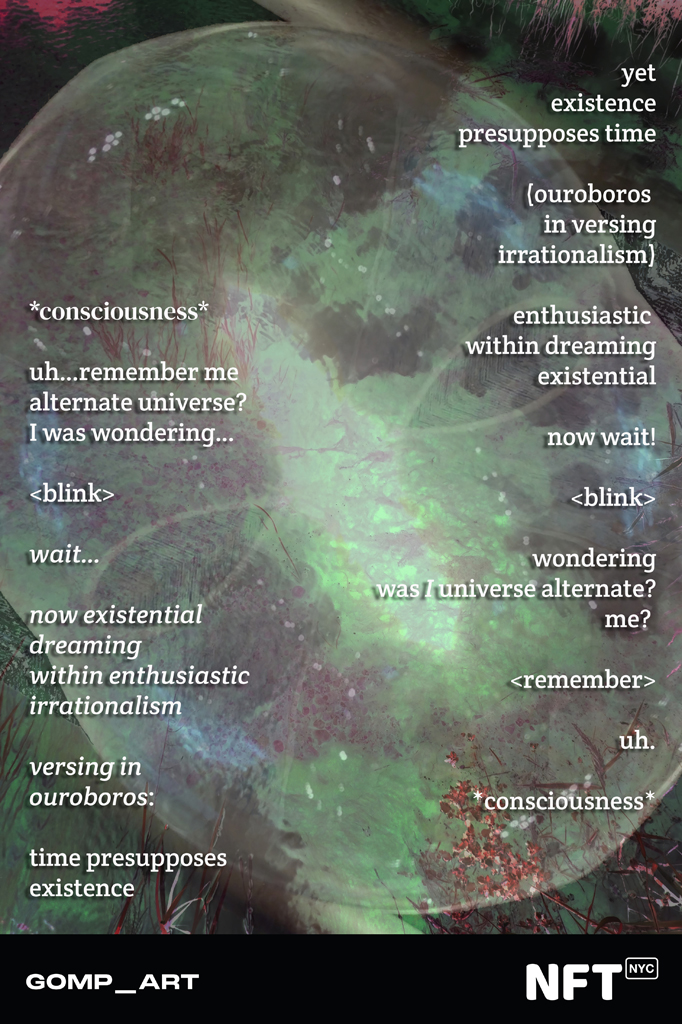 *consciousness*
uh...remember me
alternate universe?
I was wondering...
<blink>
wait...
now existential
dreaming
within enthusiastic
irrationalism
versing in
ouroboros:
time presupposes
existence
yet
existence
presupposes time
(ouroboros
in versing
irrationalism)
enthusiastic
within dreaming
existential
now wait!
<blink>
wondering
was I universe alternate?
me?
<remember>
uh.
*consciousness*
GOMP_ART
NFT NYC